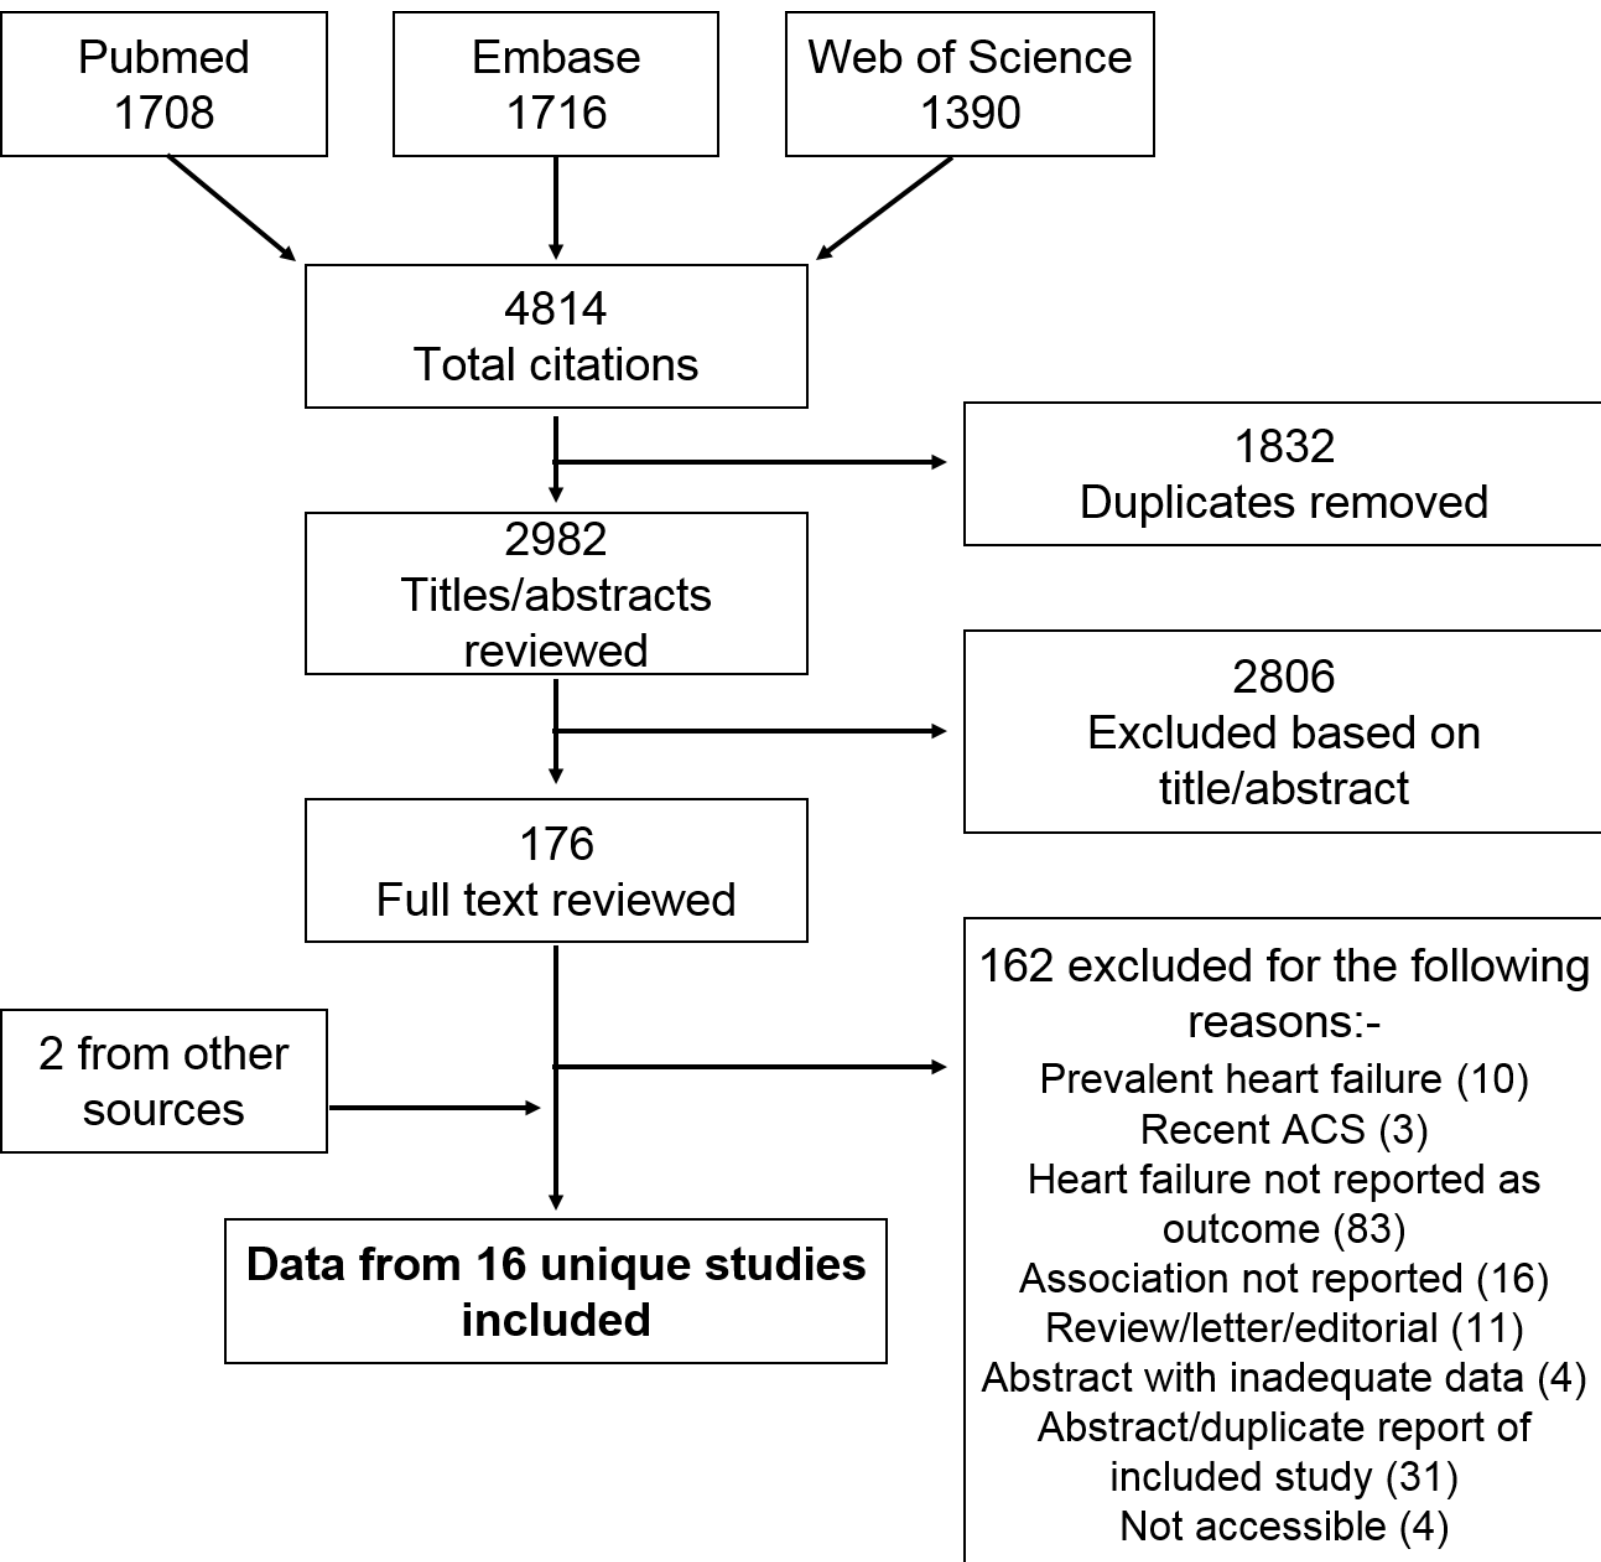 Pubmed
1708
Embase
1716
Web of Science
1390
4814
Total citations
1832
Duplicates removed
2982
Titles/abstracts
reviewed
2806
Excluded based on
title/abstract
176
Full text reviewed
162 excluded for the following
reasons:-
Prevalent heart failure (10)
Recent ACS (3)
Heart failure not reported as
outcome (83)
Association not reported (16)
Review/letter/editorial (11)
Abstract with inadequate data (4)
Abstract/duplicate report of
included study (31)
Not accessible (4)
2 from other
sources
Data from 16 unique studies
included